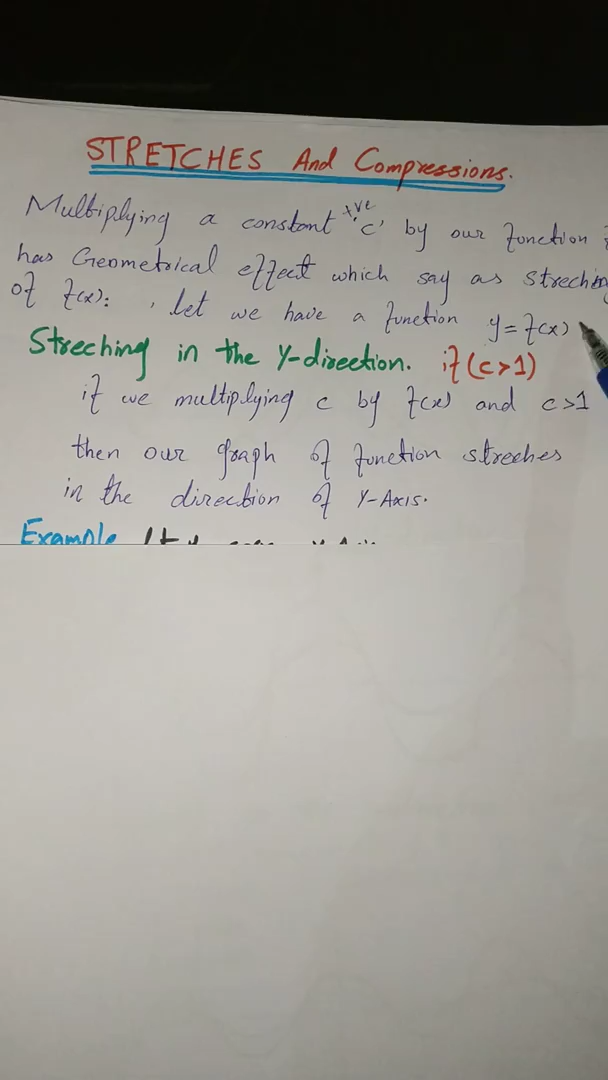 STRETCHES And Compressions.
Multiplying a constant +ve 'c' by our function
has Geometrical effect which say as streching
of f(x): , let we have a function y = f(x)
Streching in the Y-direction. if (c>1)
if we multiplying c by f(x) and c>1
then our graph of function streches
in the direction of Y-Axis.
Example